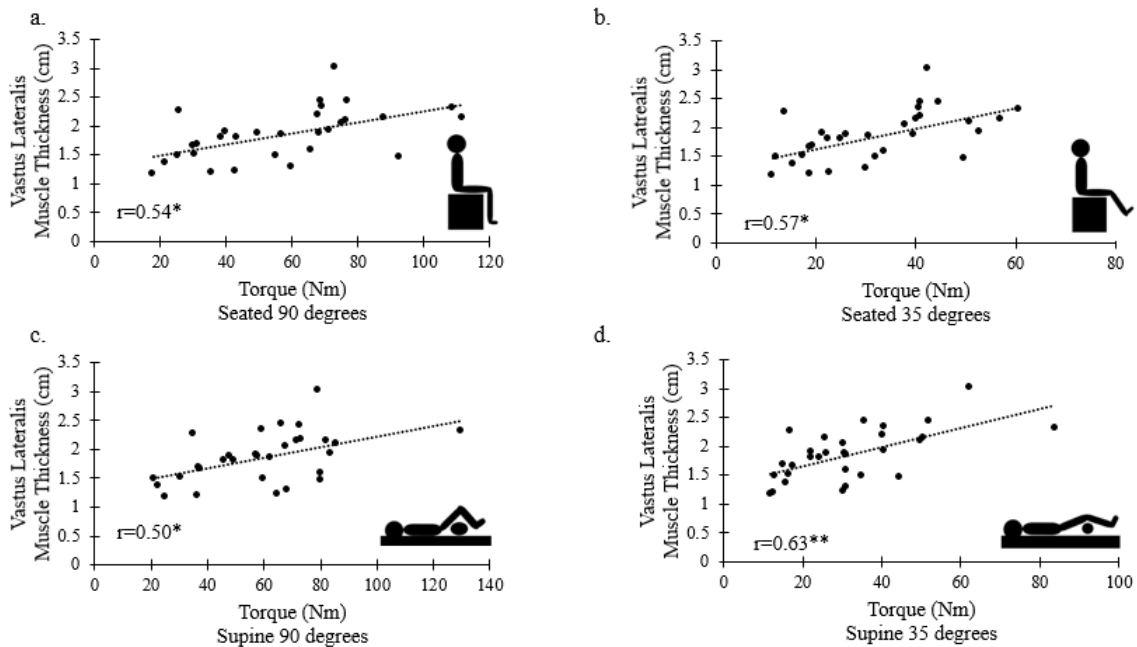 a.
3.5
3
2.5
2
1.5
1
0.5
0
Vastus Lateralis
Muscle Thickness (cm)
r=0.54*
0 20 40 60 80 100 120
Torque (Nm)
Seated 90 degrees
b.
3.5
3
2.5
2
1.5
1
0.5
0
Vastus Latrealis
Muscle Thickness (cm)
r=0.57*
0 20 40 60 80
Torque (Nm)
Seated 35 degrees
c.
3.5
3
2.5
2
1.5
1
0.5
0
Vastus Lateralis
Muscle Thickness (cm)
r=0.50*
0 20 40 60 80 100 120 140
Torque (Nm)
Supine 90 degrees
d.
3.5
3
2.5
2
1.5
1
0.5
0
Vastus Lateralis
Muscle Thickness (cm)
r=0.63**
0 20 40 60 80 100
Torque (Nm)
Supine 35 degrees